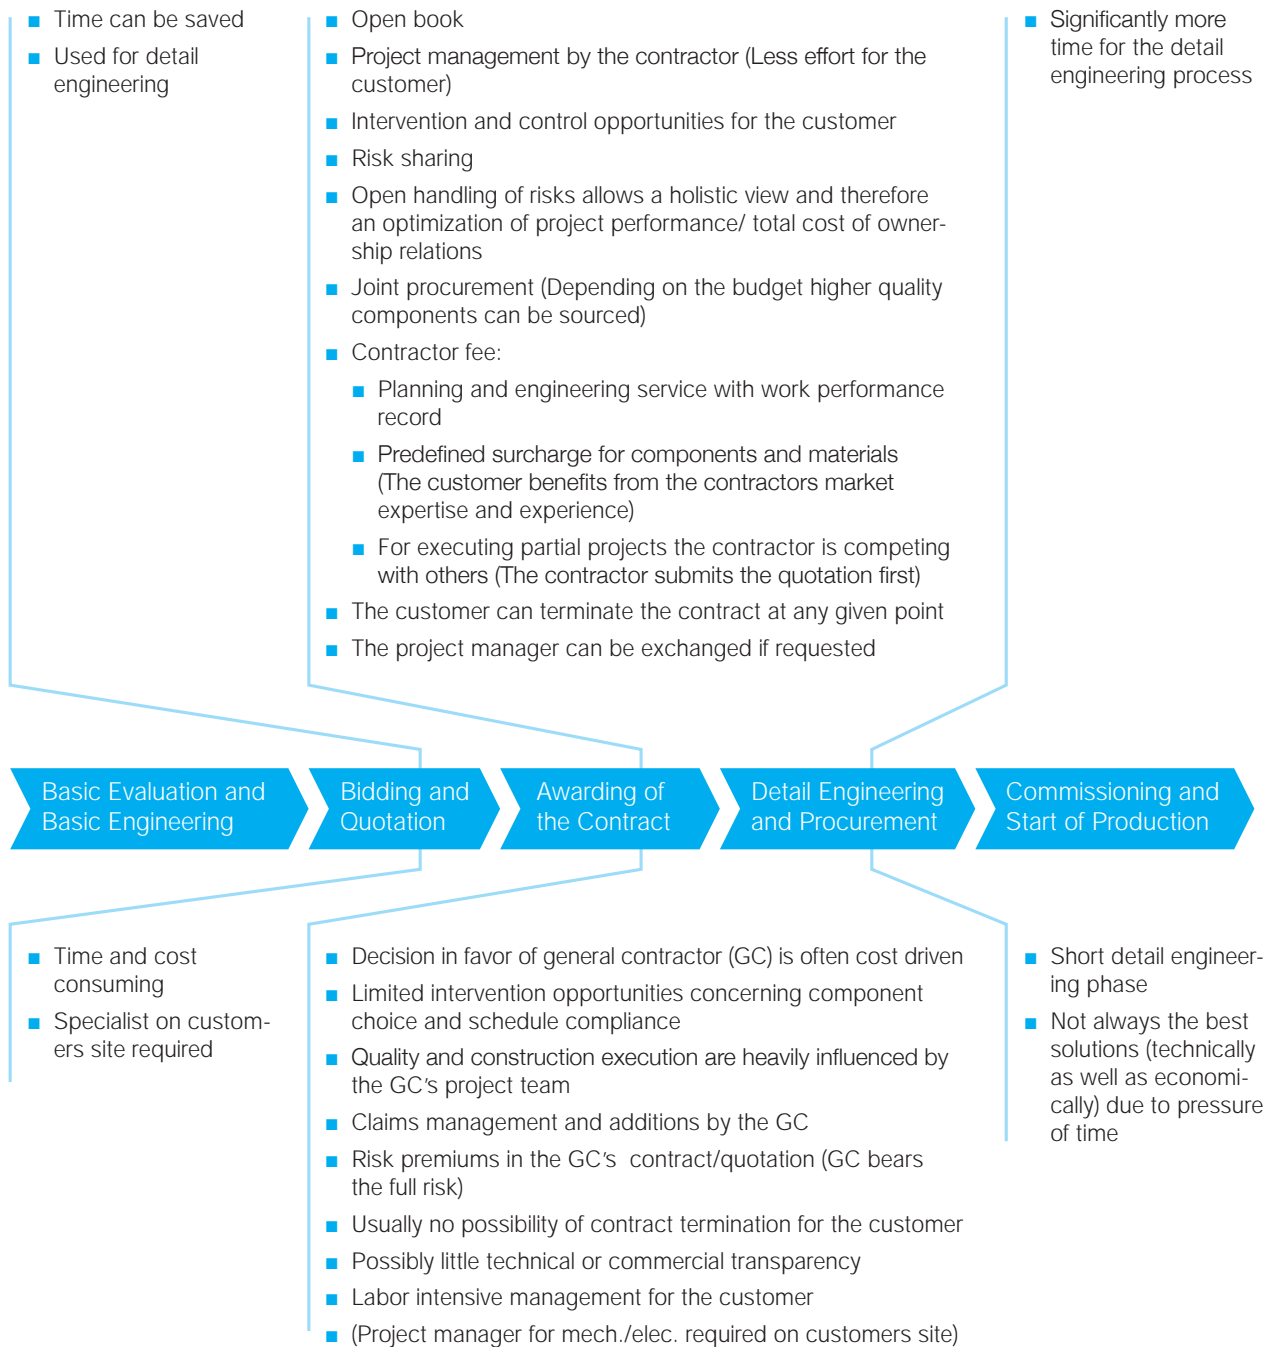 Time can be saved
Used for detail
engineering
Open book
Project management by the contractor (Less effort for the
customer)
Intervention and control opportunities for the customer
Risk sharing
Open handling of risks allows a holistic view and therefore
an optimization of project performance/ total cost of owner-
ship relations
Joint procurement (Depending on the budget higher quality
components can be sourced)
Contractor fee:
Planning and engineering service with work performance
record
Predefined surcharge for components and materials
(The customer benefits from the contractors market
expertise and experience)
For executing partial projects the contractor is competing
with others (The contractor submits the quotation first)
The customer can terminate the contract at any given point
The project manager can be exchanged if requested
Significantly more
time for the detail
engineering process
Basic Evaluation and
Basic Engineering
Bidding and
Quotation
Awarding of
the Contract
Detail Engineering
and Procurement
Commissioning and
Start of Production
Time and cost
consuming
Specialist on custom-
ers site required
Decision in favor of general contractor (GC) is often cost driven
Limited intervention opportunities concerning component
choice and schedule compliance
Quality and construction execution are heavily influenced by
the GC's project team
Claims management and additions by the GC
Risk premiums in the GC's contract/quotation (GC bears
the full risk)
Usually no possibility of contract termination for the customer
Possibly little technical or commercial transparency
Labor intensive management for the customer
(Project manager for mech./elec. required on customers site)
Short detail engineer-
ing phase
Not always the best
solutions (technically
as well as economi-
cally) due to pressure
of time